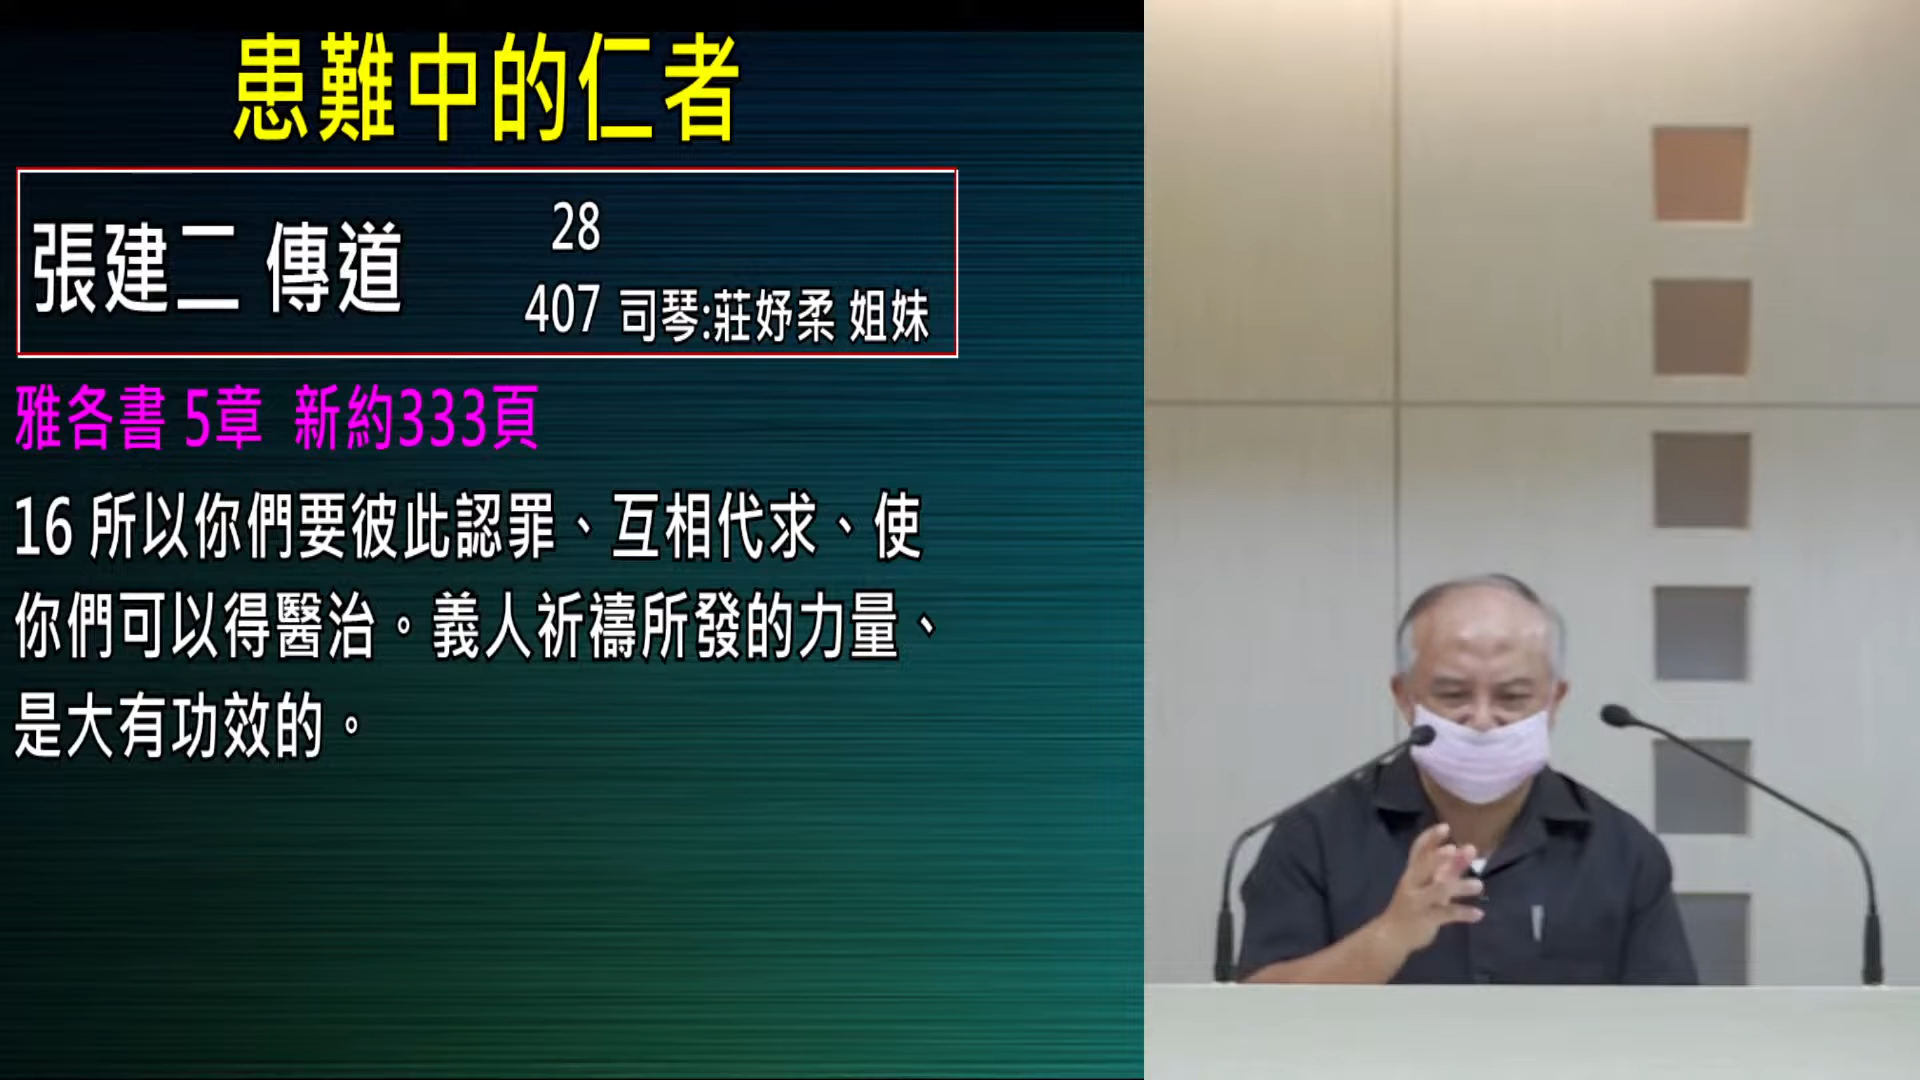 患難中的仁者
張建二 傳道
28
407 司琴:莊妤柔 姐妹
雅各書 5章 新約333頁
16 所以你們要彼此認罪、互相代求、使
你們可以得醫治。義人祈禱所發的力量、
是大有功效的。